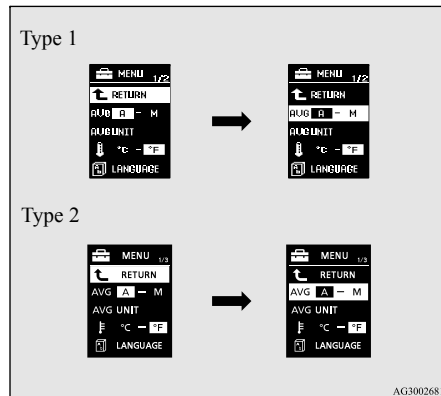 Type 1
MENU 1/2
RETURN
AVG A - M
AVG UNIT
°C - °F
LANGUAGE
MENU 1/2
RETURN
AVG A - M
AVG UNIT
°C - °F
LANGUAGE
Type 2
MENU 1/3
RETURN
AVG A - M
AVG UNIT
°C - °F
LANGUAGE
MENU 1/3
RETURN
AVG A - M
AVG UNIT
°C - °F
LANGUAGE
AG300268